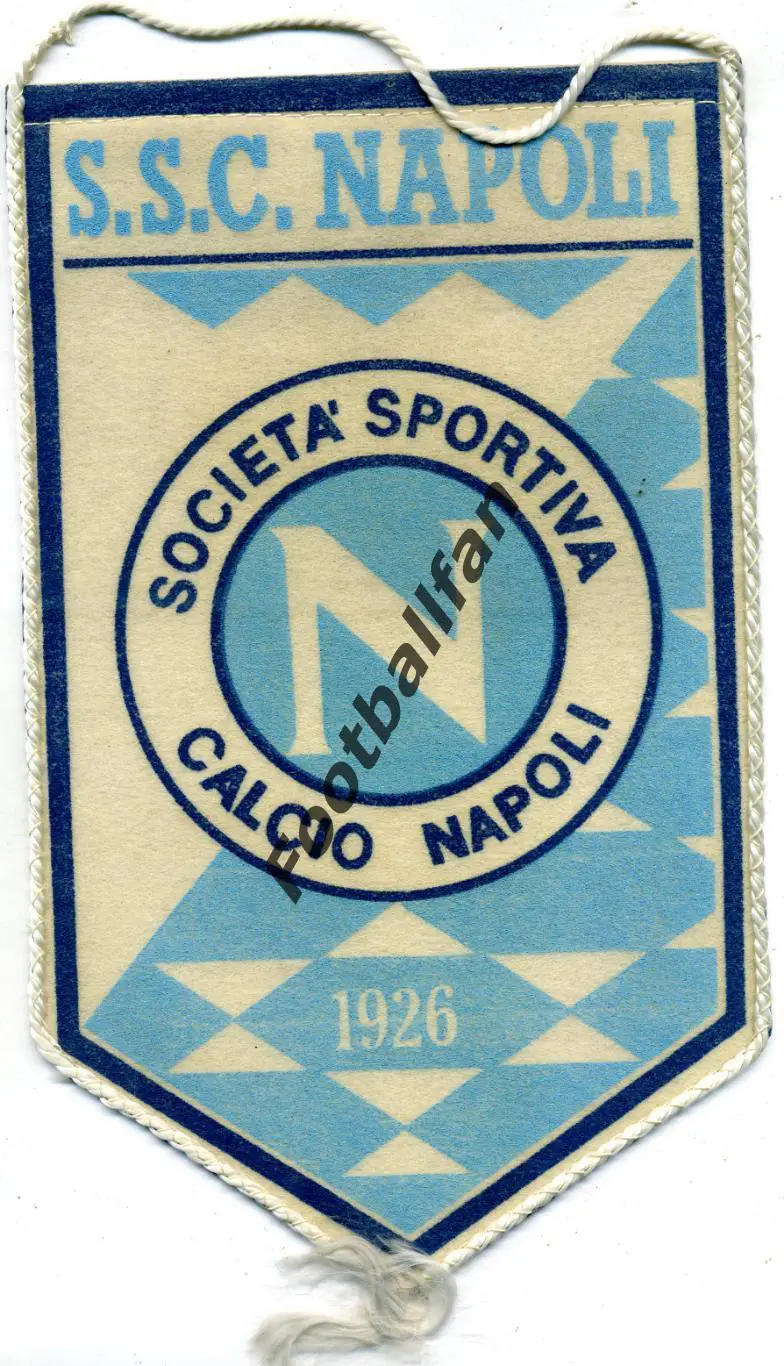 S.S.C. NAPOLI
SOCIETA' SPORTIVA
N
CALCIO NAPOLI
Footballfan
1926